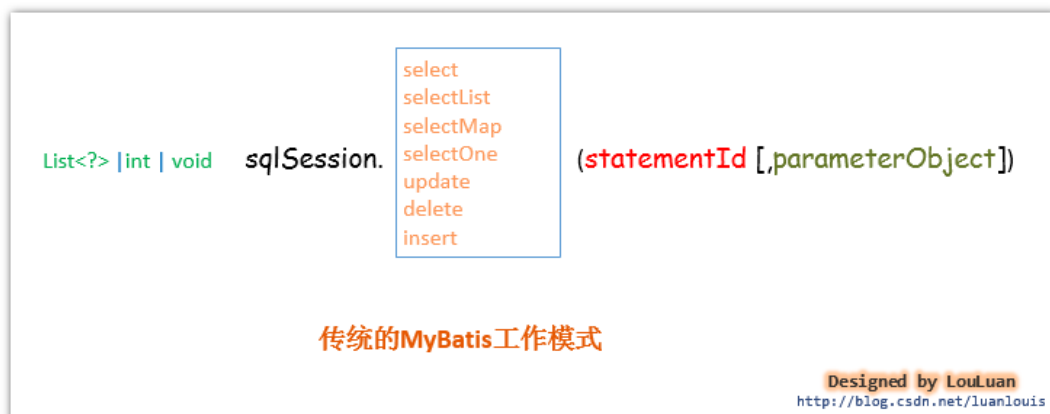 select
selectList
selectMap
List<?> |int | void sqlSession. selectOne (statementId [,parameterObject])
update
delete
insert
传统的MyBatis工作模式
Designed by LouLuan
http://blog.csdn.net/luanlouis